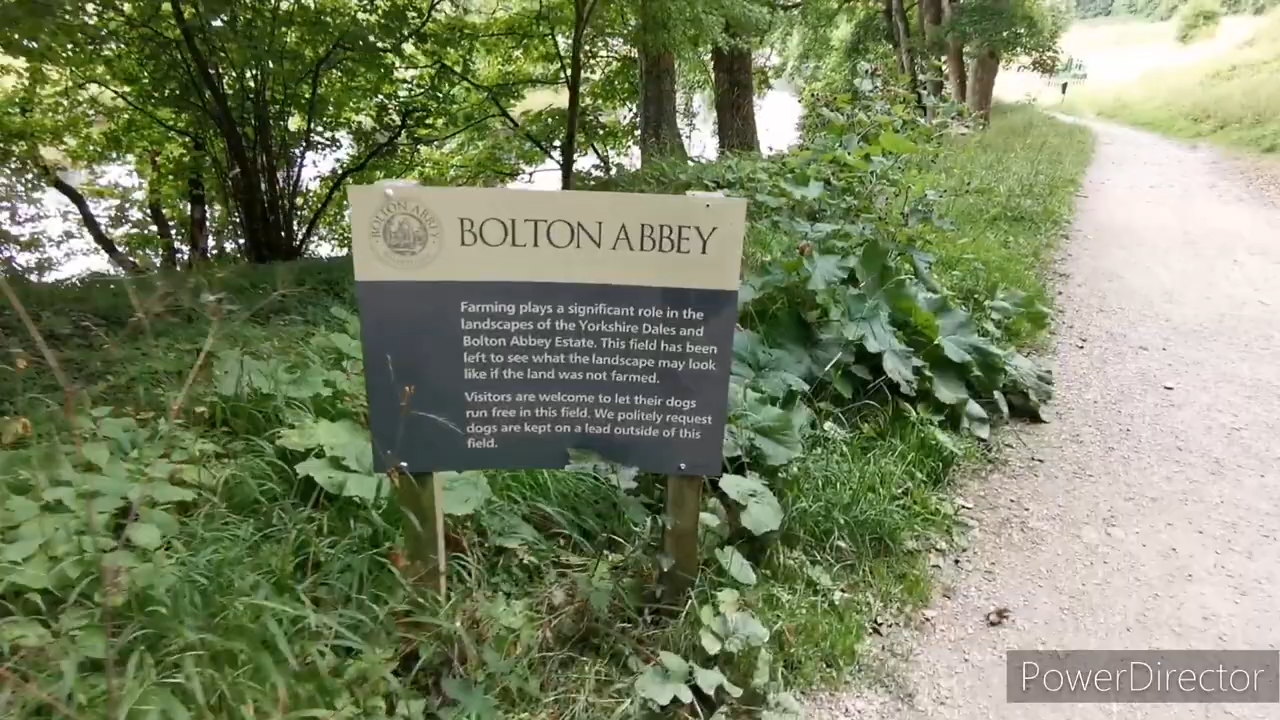 BOLTON ABBEY
BOLTON ABBEY
Farming plays a significant role in the
landscapes of the Yorkshire Dales and
Bolton Abbey Estate. This field has been
left to see what the landscape may look
like if the land was not farmed.
Visitors are welcome to let their dogs
run free in this field. We politely request
dogs are kept on a lead outside of this
field.
PowerDirector